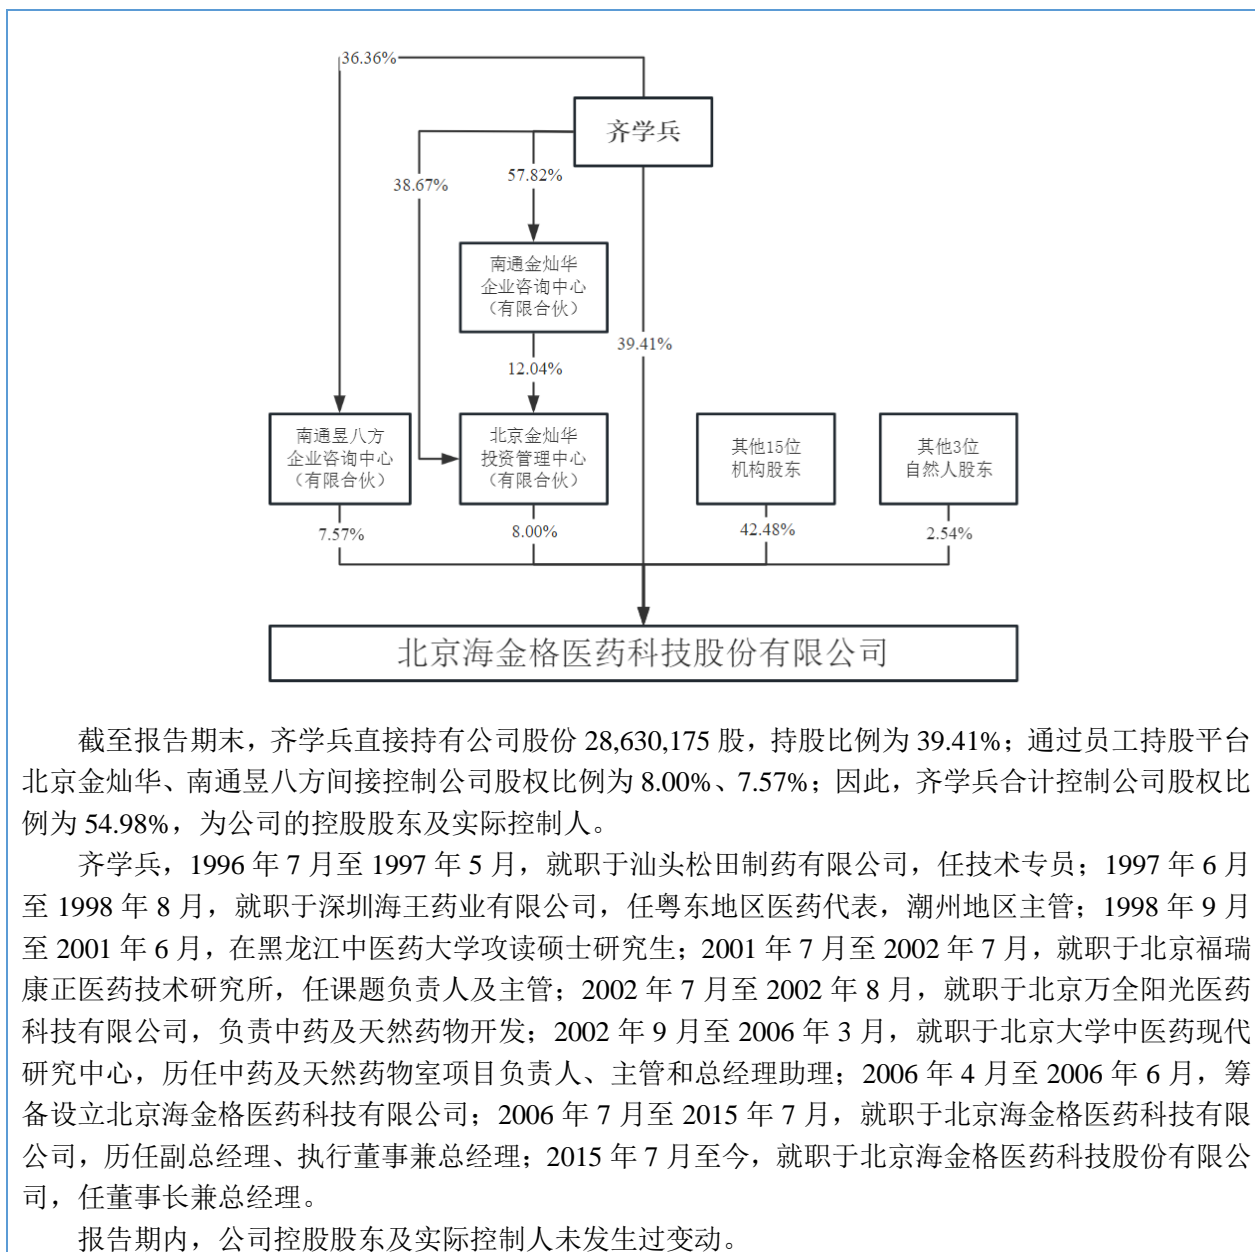 36.36%
齐学兵
57.82%
38.67%
南通金灿华
企业咨询中心
（有限合伙）
39.41%
12.04%
南通昱八方
企业咨询中心
（有限合伙）
北京金灿华
投资管理中心
（有限合伙）
其他15位
机构股东
其他3位
自然人股东
7.57%
8.00%
42.48%
2.54%
北京海金格医药科技股份有限公司
截至报告期末，齐学兵直接持有公司股份 28,630,175 股，持股比例为 39.41%；通过员工持股平台
北京金灿华、南通昱八方间接控制公司股权比例为 8.00%、7.57%；因此，齐学兵合计控制公司股权比
例为 54.98%，为公司的控股股东及实际控制人。
齐学兵，1996 年 7 月至 1997 年 5 月，就职于汕头松田制药有限公司，任技术专员；1997 年 6 月
至 1998 年 8 月，就职于深圳海王药业有限公司，任粤东地区医药代表，潮州地区主管；1998 年 9 月
至 2001 年 6 月，在黑龙江中医药大学攻读硕士研究生；2001 年 7 月至 2002 年 7 月，就职于北京福瑞
康正医药技术研究所，任课题负责人及主管；2002 年 7 月至 2002 年 8 月，就职于北京万全阳光医药
科技有限公司，负责中药及天然药物开发；2002 年 9 月至 2006 年 3 月，就职于北京大学中医药现代
研究中心，历任中药及天然药物室项目负责人、主管和总经理助理；2006 年 4 月至 2006 年 6 月，筹
备设立北京海金格医药科技有限公司；2006 年 7 月至 2015 年 7 月，就职于北京海金格医药科技有限
公司，历任副总经理、执行董事兼总经理；2015 年 7 月至今，就职于北京海金格医药科技股份有限公
司，任董事长兼总经理。
报告期内，公司控股股东及实际控制人未发生过变动。